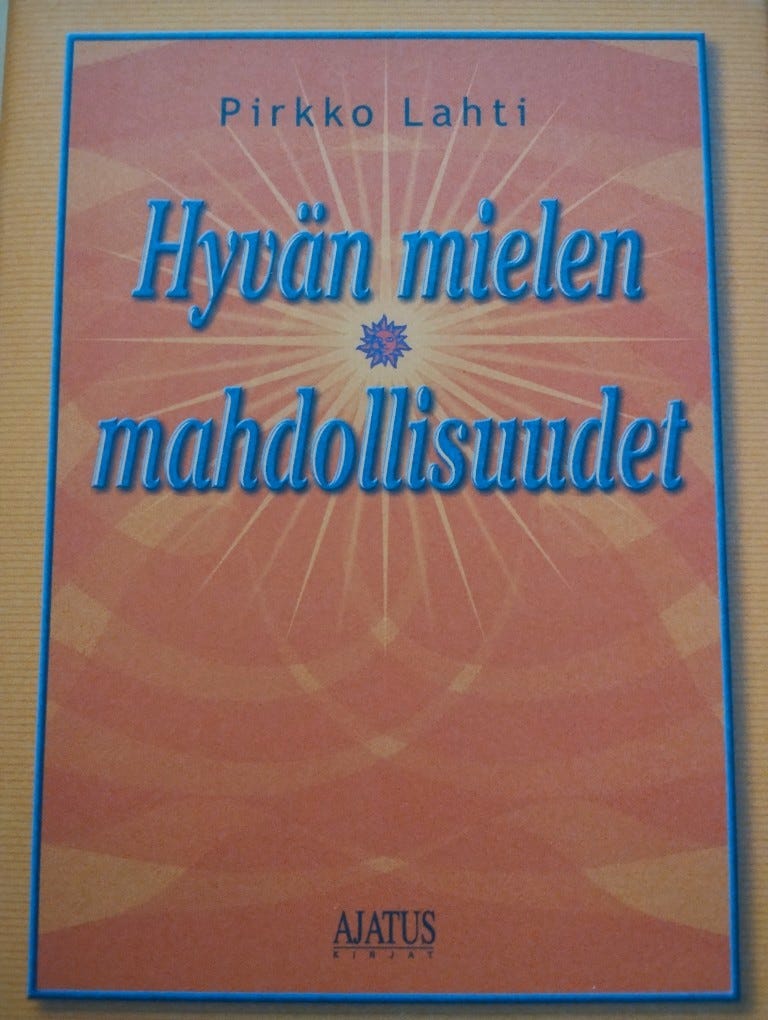 Pirkko Lahti
Hyvän mielen
mahdollisuudet
AJATUS
KIRJAT